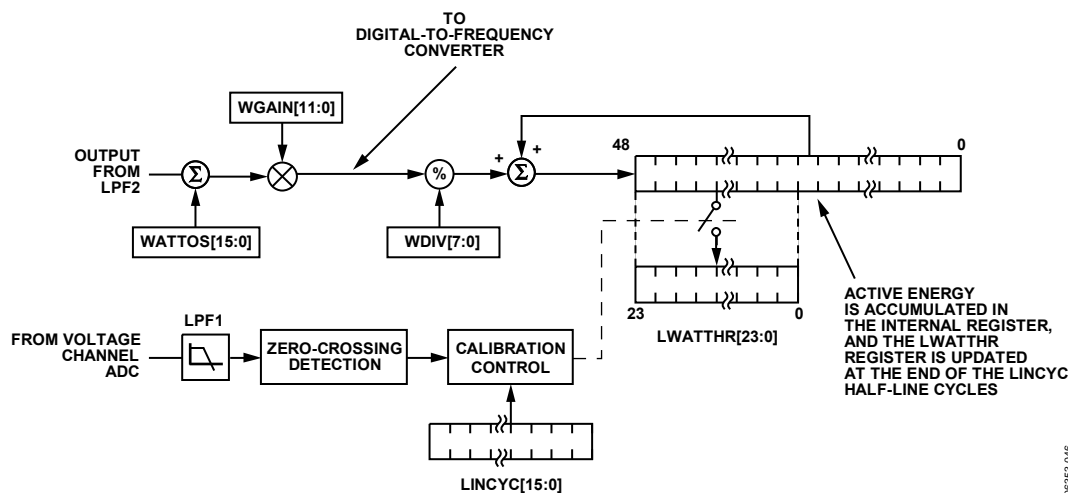 TO
DIGITAL-TO-FREQUENCY
CONVERTER
WGAIN[11:0]
OUTPUT
FROM
LPF2
Σ
%
+
+
Σ
48
0
WATTOS[15:0]
WDIV[7:0]
23
0
LWATTHR[23:0]
ACTIVE ENERGY
IS ACCUMULATED IN
THE INTERNAL REGISTER,
AND THE LWATTHR
REGISTER IS UPDATED
AT THE END OF THE LINCYC
HALF-LINE CYCLES
FROM VOLTAGE
CHANNEL
ADC
LPF1
ZERO-CROSSING
DETECTION
CALIBRATION
CONTROL
LINCYC[15:0]
06353-046